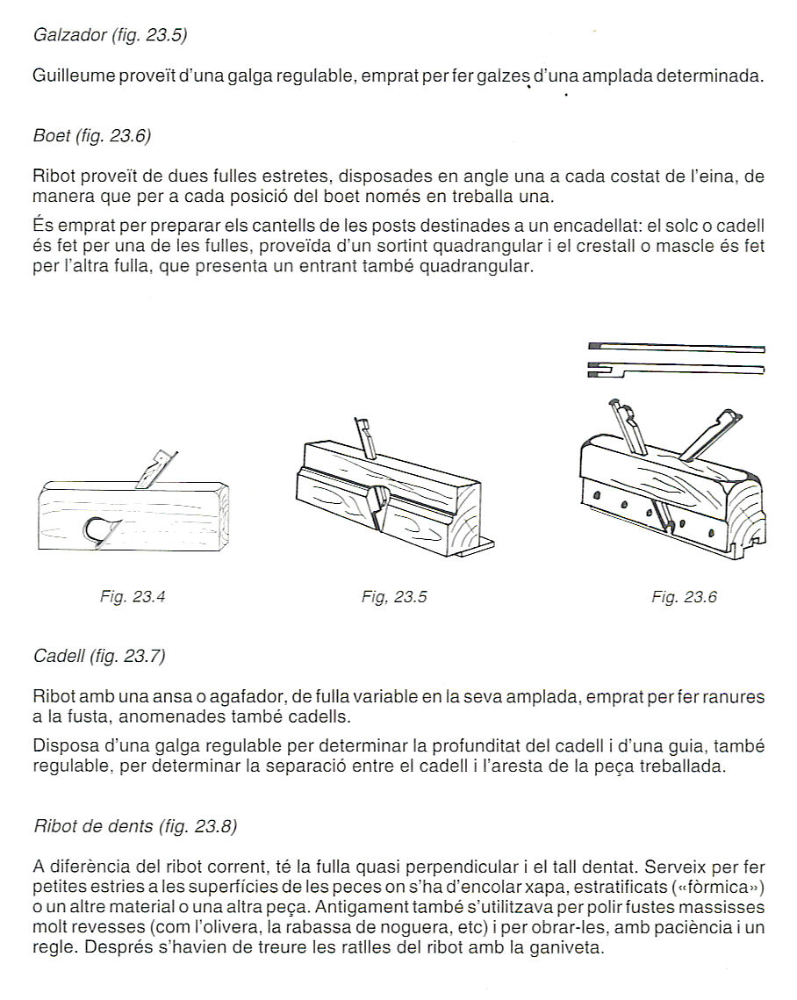 Galzador (fig. 23.5)
Guilleume proveït d'una galga regulable, emprat per fer galzes d'una amplada determinada.
Boet (fig. 23.6)
Ribot proveït de dues fulles estretes, disposades en angle una a cada costat de l'eina, de
manera que per a cada posició del boet només en treballa una.
És emprat per preparar els cantells de les posts destinades a un encadellat: el solc o cadell
és fet per una de les fulles, proveïda d'un sortint quadrangular i el crestall o mascle és fet
per l'altra fulla, que presenta un entrant també quadrangular.
Fig. 23.4
Fig, 23.5
Fig. 23.6
Cadell (fig. 23.7)
Ribot amb una ansa o agafador, de fulla variable en la seva amplada, emprat per fer ranures
a la fusta, anomenades també cadells.
Disposa d'una galga regulable per determinar la profunditat del cadell i d'una guia, també
regulable, per determinar la separació entre el cadell i l'aresta de la peça treballada.
Ribot de dents (fig. 23.8)
A diferència del ribot corrent, té la fulla quasi perpendicular i el tall dentat. Serveix per fer
petites estries a les superfícies de les peces on s'ha d'encolar xapa, estratificats («fòrmica»)
o un altre material o una altra peça. Antigament també s'utilitzava per polir fustes massisses
molt revesses (com l'olivera, la rabassa de noguera, etc) i per obrar-les, amb paciència i un
regle. Després s'havien de treure les ratlles del ribot amb la ganiveta.